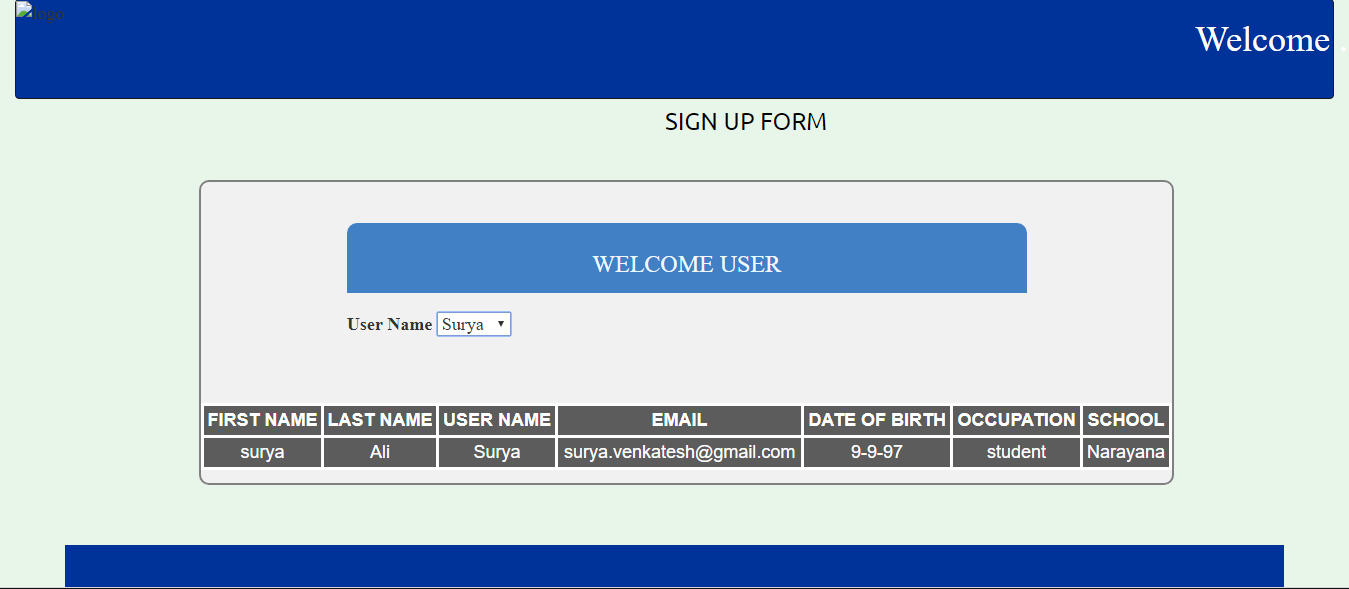 logo
Welcome .
SIGN UP FORM
WELCOME USER
User Name Surya
FIRST NAME LAST NAME USER NAME EMAIL DATE OF BIRTH OCCUPATION SCHOOL
surya Ali Surya surya.venkatesh@gmail.com 9-9-97 student Narayana